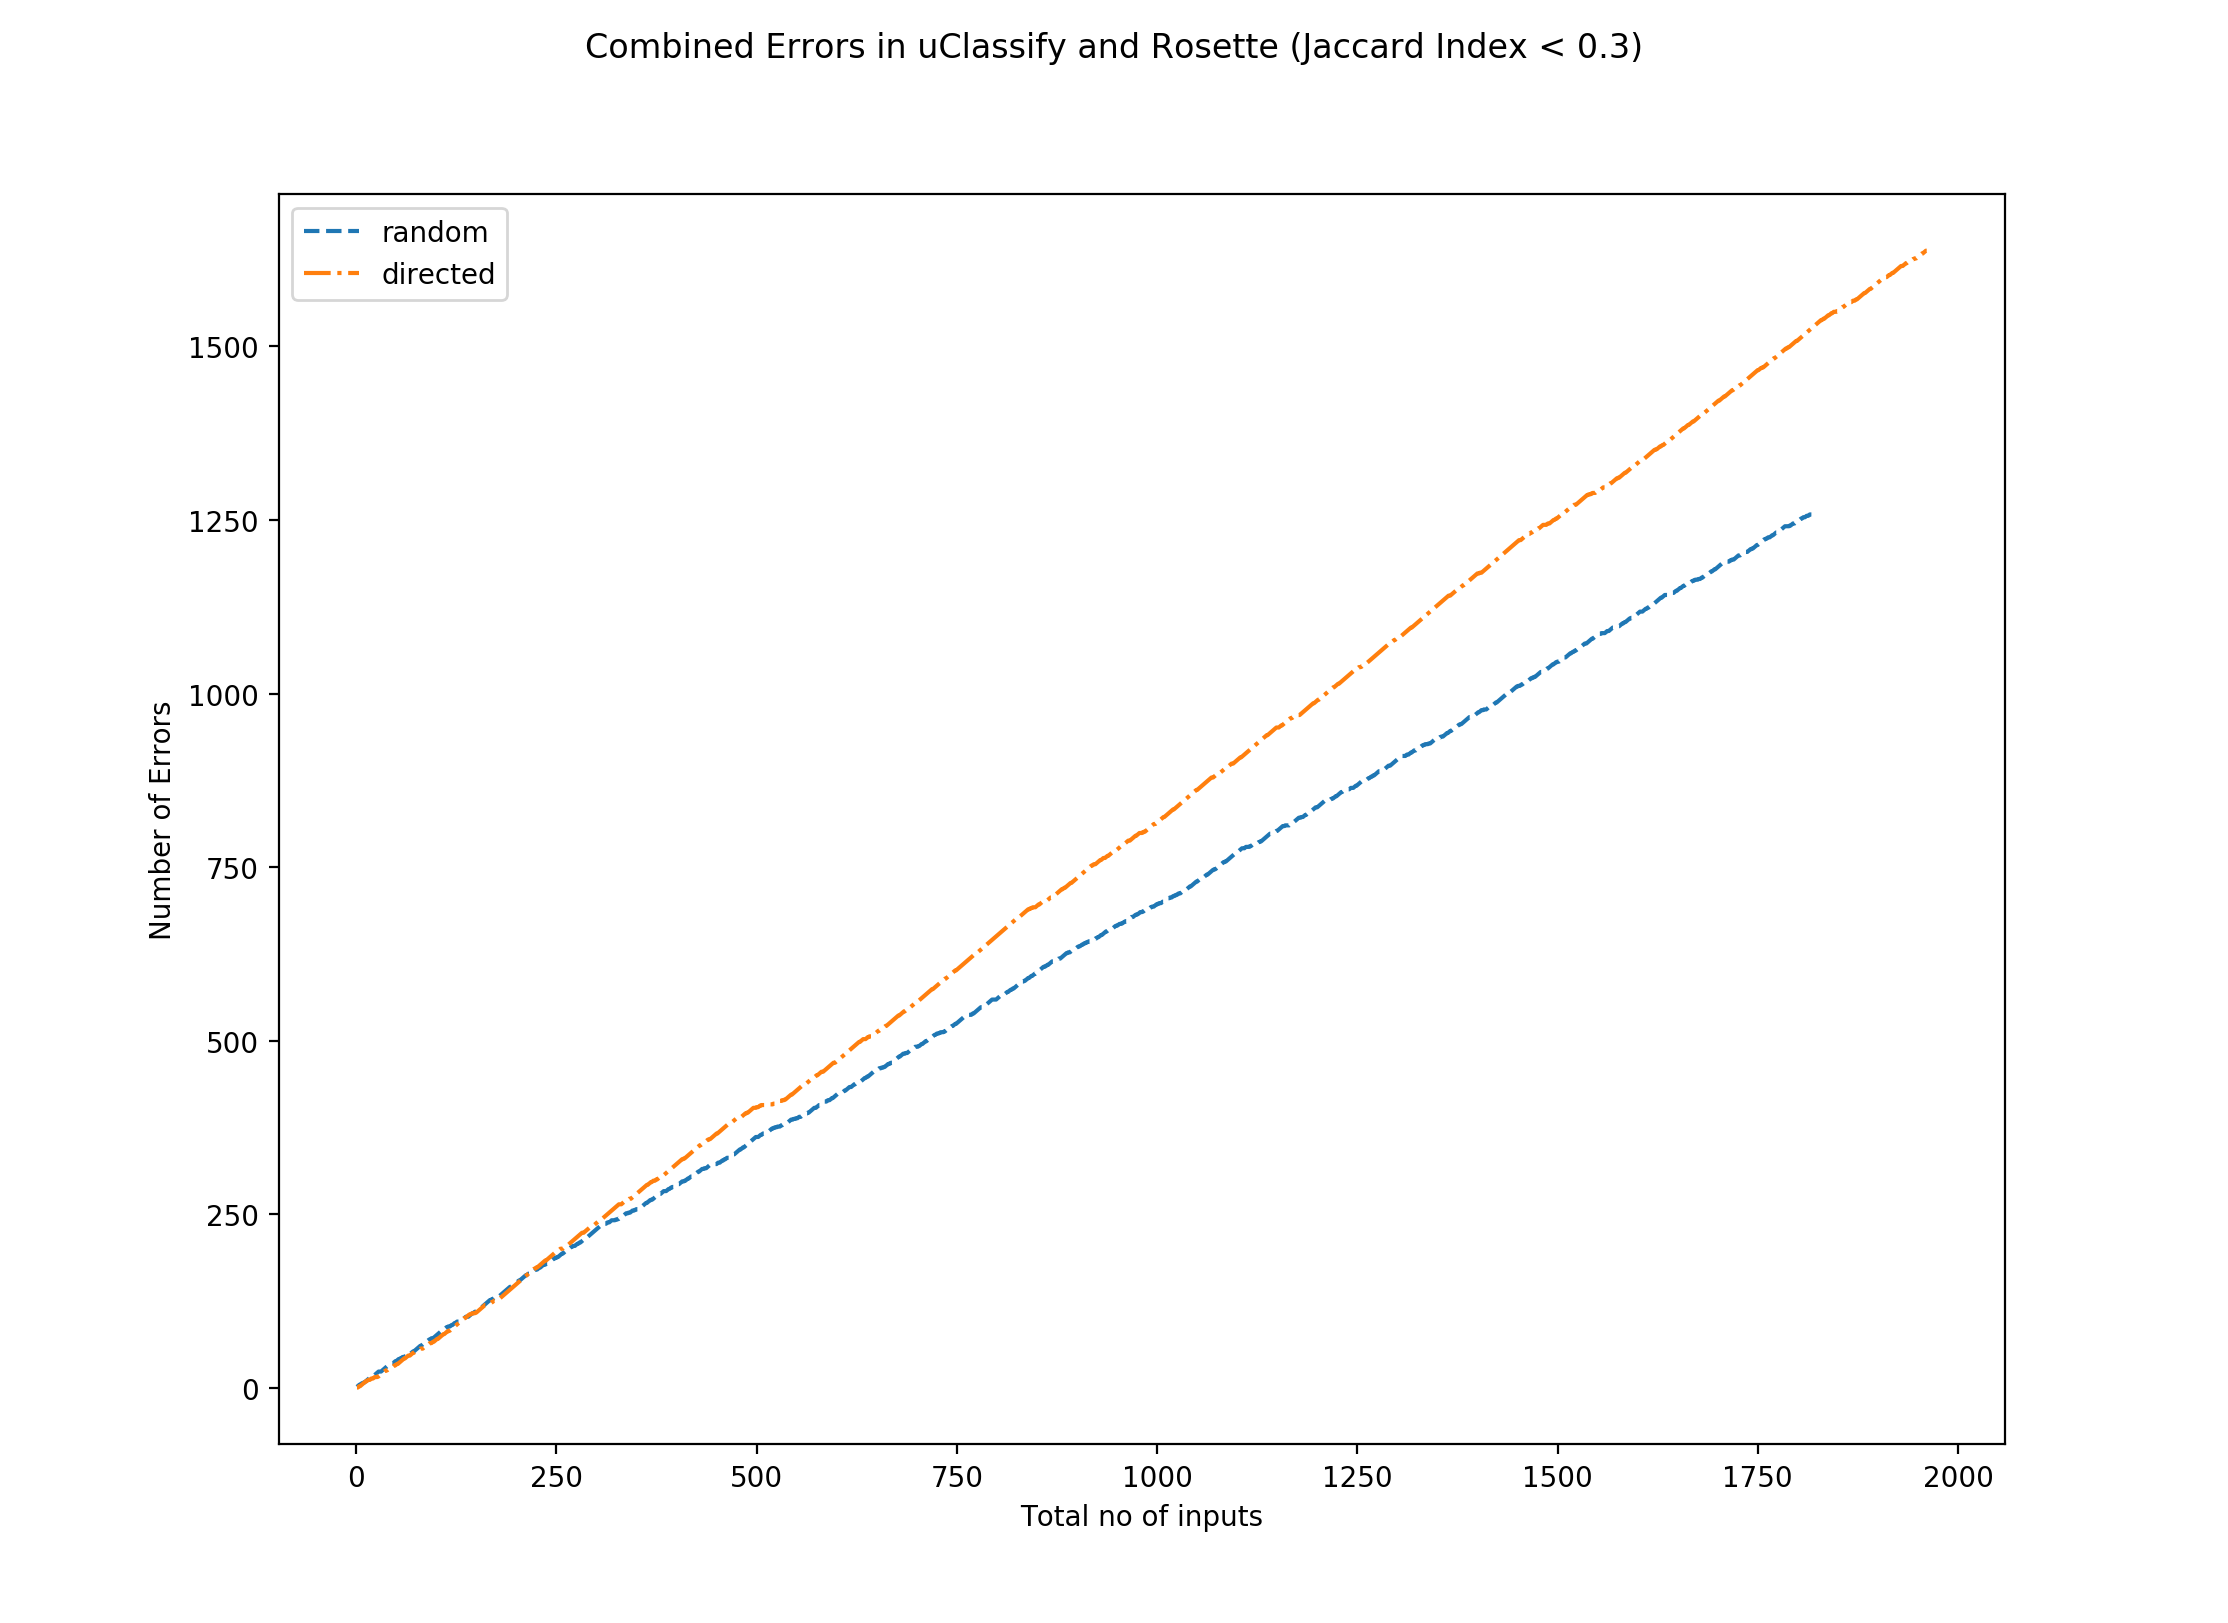 Combined Errors in uClassify and Rosette (Jaccard Index < 0.3)
random
directed
1500
1250
1000
750
500
250
0
Number of Errors
0 250 500 750 1000 1250 1500 1750 2000
Total no of inputs